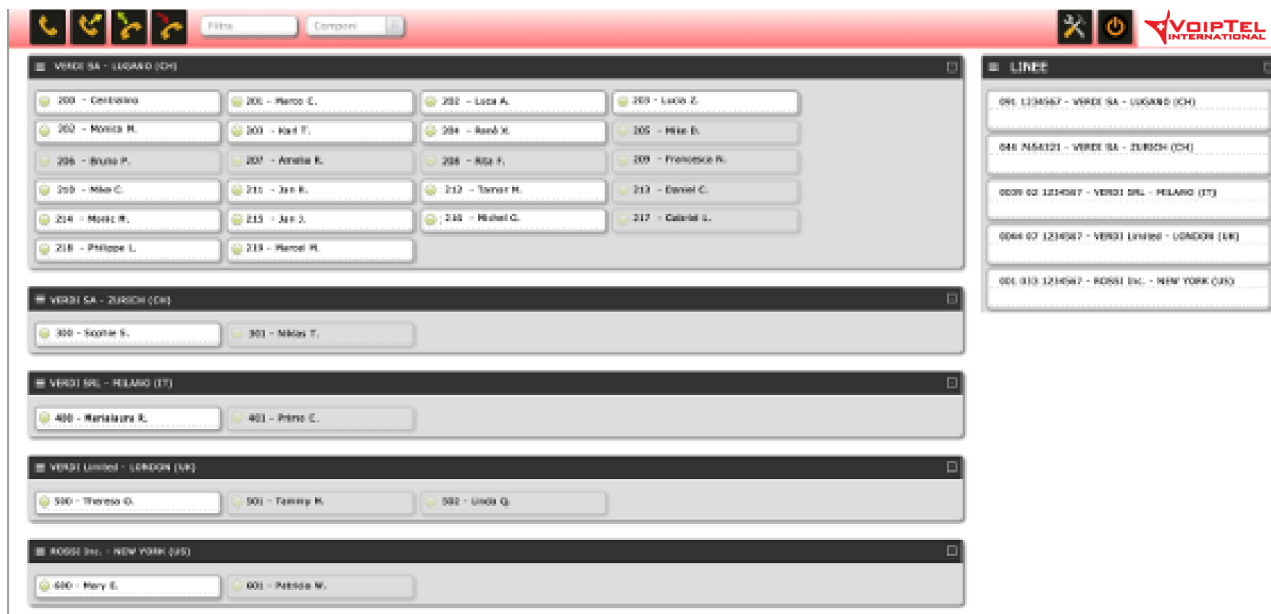 Filtra Componi
VOIPTEL
INTERNATIONAL
VERDI SA - LUGANO (CH)
200 - Centralino 201 - Marco C. 202 - Luca A. 203 - Lucio Z.
202 - Monica M. 203 - Karl T. 204 - René X. 205 - Mike D.
206 - Bruno P. 207 - Amelia R. 208 - Rita F. 209 - Francesco N.
210 - Mike C. 211 - Jan R. 212 - Tamar M. 213 - Daniel C.
214 - Monic M. 215 - Jan J. 216 - Michel G. 217 - Gabriel L.
218 - Philippe L. 219 - Marcel M.
VERDI SA - ZURICH (CH)
300 - Sophie S. 301 - Niklas T.
VERDI SRL - MILANO (IT)
400 - Marialaura R. 401 - Primo C.
VERDI Limited - LONDON (UK)
500 - Theresa O. 501 - Tammy M. 502 - Linda Q.
ROSSI Inc. - NEW YORK (US)
600 - Mary E. 601 - Patricia W.
LINEE
091 1234567 - VERDI SA - LUGANO (CH)
044 7654321 - VERDI SA - ZURICH (CH)
0039 02 1234567 - VERDI SRL - MILANO (IT)
0044 07 1234567 - VERDI Limited - LONDON (UK)
001 033 1234567 - ROSSI Inc. - NEW YORK (US)